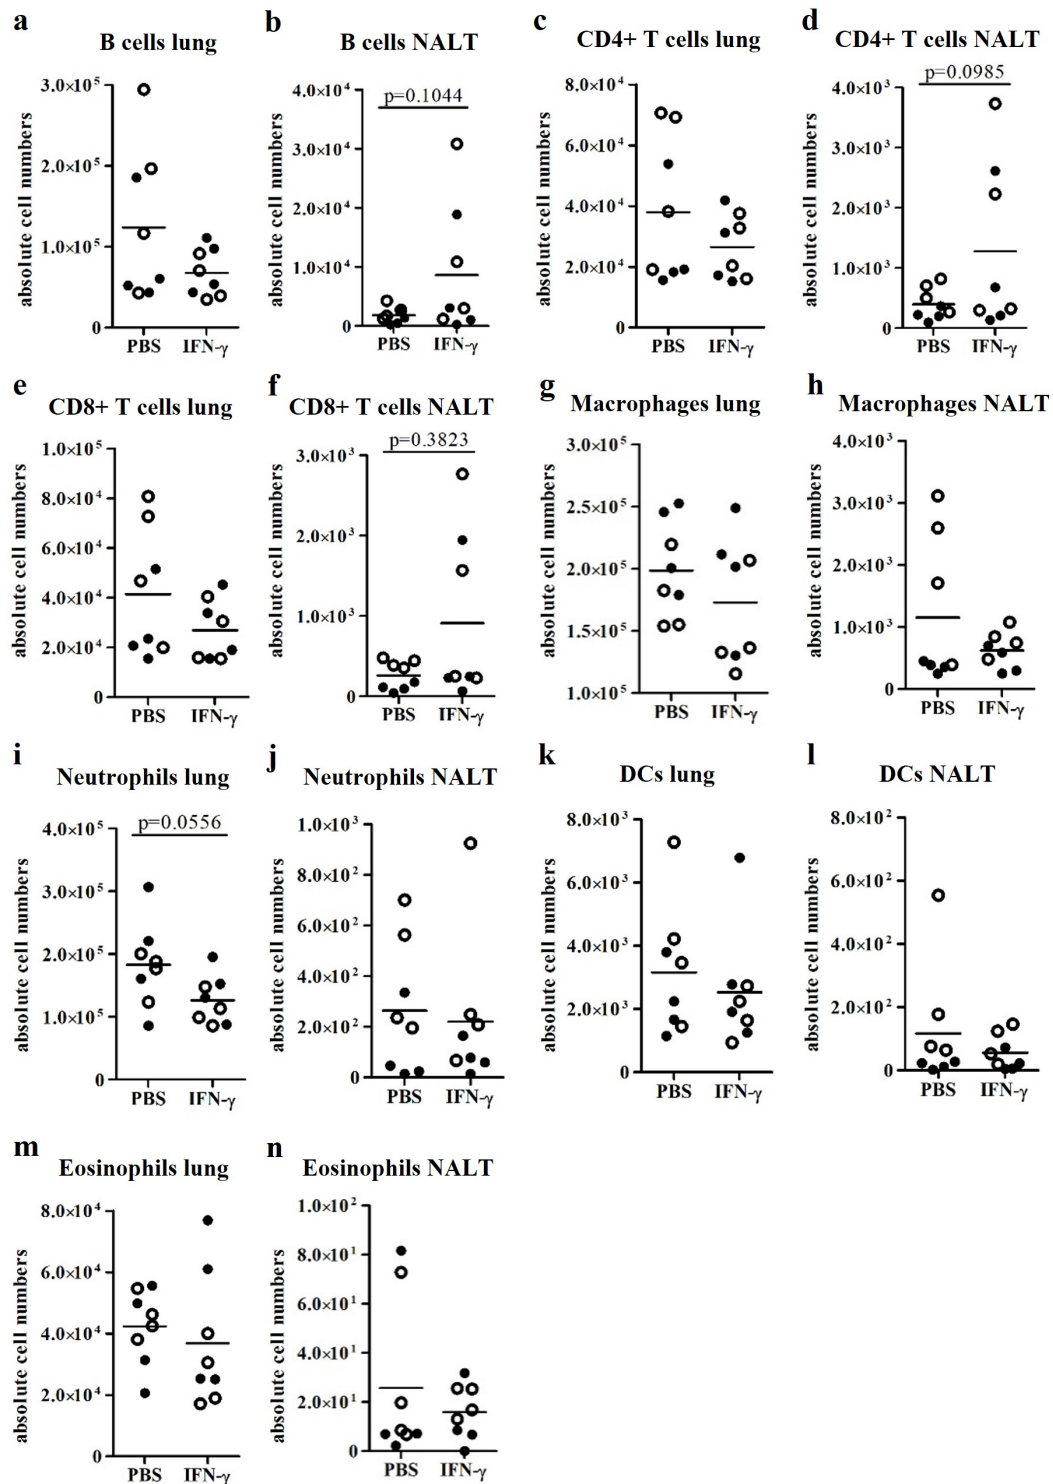 a
B cells lung
absolute cell numbers
3.0×10⁵
2.0×10⁵
1.0×10⁵
0
PBS IFN-γ
b
B cells NALT
p=0.1044
absolute cell numbers
4.0×10⁴
3.0×10⁴
2.0×10⁴
1.0×10⁴
0
PBS IFN-γ
c
CD4+ T cells lung
absolute cell numbers
8.0×10⁴
6.0×10⁴
4.0×10⁴
2.0×10⁴
0
PBS IFN-γ
d
CD4+ T cells NALT
p=0.0985
absolute cell numbers
4.0×10³
3.0×10³
2.0×10³
1.0×10³
0
PBS IFN-γ
e
CD8+ T cells lung
absolute cell numbers
1.0×10⁵
8.0×10⁴
6.0×10⁴
4.0×10⁴
2.0×10⁴
0
PBS IFN-γ
f
CD8+ T cells NALT
p=0.3823
absolute cell numbers
3.0×10³
2.0×10³
1.0×10³
0
PBS IFN-γ
g
Macrophages lung
absolute cell numbers
3.0×10⁵
2.5×10⁵
2.0×10⁵
1.5×10⁵
1.0×10⁵
PBS IFN-γ
h
Macrophages NALT
absolute cell numbers
4.0×10³
3.0×10³
2.0×10³
1.0×10³
0
PBS IFN-γ
i
Neutrophils lung
p=0.0556
absolute cell numbers
4.0×10⁵
3.0×10⁵
2.0×10⁵
1.0×10⁵
0
PBS IFN-γ
j
Neutrophils NALT
absolute cell numbers
1.0×10³
8.0×10²
6.0×10²
4.0×10²
2.0×10²
0
PBS IFN-γ
k
DCs lung
absolute cell numbers
8.0×10³
6.0×10³
4.0×10³
2.0×10³
0
PBS IFN-γ
l
DCs NALT
absolute cell numbers
8.0×10²
6.0×10²
4.0×10²
2.0×10²
0
PBS IFN-γ
m
Eosinophils lung
absolute cell numbers
8.0×10⁴
6.0×10⁴
4.0×10⁴
2.0×10⁴
0
PBS IFN-γ
n
Eosinophils NALT
absolute cell numbers
1.0×10²
8.0×10¹
6.0×10¹
4.0×10¹
2.0×10¹
0
PBS IFN-γ